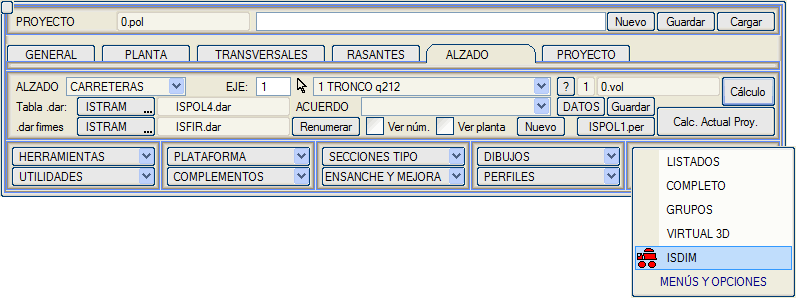 PROYECTO 0.pol Nuevo Guardar Cargar
GENERAL PLANTA TRANSVERSALES RASANTES ALZADO PROYECTO
ALZADO CARRETERAS EJE: 1 1 TRONCO q212 ? 1 0.vol Cálculo
Tabla .dar: ISTRAM ... ISPOL4.dar ACUERDO DATOS Guardar
.dar firmes ISTRAM ... ISFIR.dar Renumerar Ver núm. Ver planta Nuevo ISPOL1.per Calc. Actual Proy.
HERRAMIENTAS PLATAFORMA SECCIONES TIPO DIBUJOS
UTILIDADES COMPLEMENTOS ENSANCHE Y MEJORA PERFILES
LISTADOS
COMPLETO
GRUPOS
VIRTUAL 3D
ISDIM
MENÚS Y OPCIONES